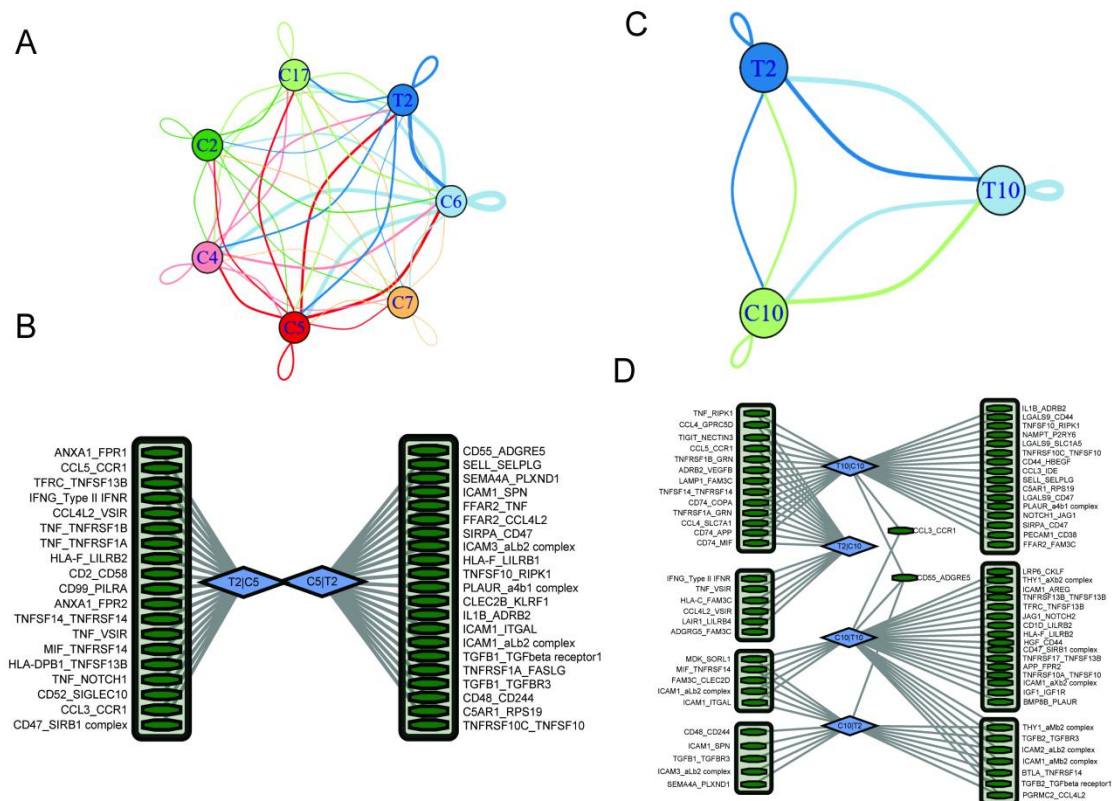 A
C17
T2
C2
C6
C4
C7
C5
C
T2
T10
C10
B
ANXA1_FPR1
CCL5_CCR1
TFRC_TNFSF13B
IFNG_Type II IFNR
CCL4L2_VSIR
TNF_TNFRSF1B
TNF_TNFRSF1A
HLA-F_LILRB2
CD2_CD58
CD99_PILRA
ANXA1_FPR2
TNFSF14_TNFRSF14
TNF_VSIR
MIF_TNFRSF14
HLA-DPB1_TNFSF13B
TNF_NOTCH1
CD52_SIGLEC10
CCL3_CCR1
CD47_SIRB1 complex
T2|C5
C5|T2
CD55_ADGRE5
SELL_SELPLG
SEMA4A_PLXND1
ICAM1_SPN
FFAR2_TNF
FFAR2_CCL4L2
SIRPA_CD47
ICAM3_aLb2 complex
HLA-F_LILRB1
TNFSF10_RIPK1
PLAUR_a4b1 complex
CLEC2B_KLRF1
IL1B_ADRB2
ICAM1_ITGAL
ICAM1_aLb2 complex
TGFB1_TGFbeta receptor1
TNFRSF1A_FASLG
TGFB1_TGFBR3
CD48_CD244
C5AR1_RPS19
TNFRSF10C_TNFSF10
D
TNF_RIPK1
CCL4_GPRC5D
TIGIT_NECTIN3
CCL5_CCR1
TNFRSF1B_GRN
ADRB2_VEGFB
LAMP1_FAM3C
TNFSF14_TNFRSF14
CD74_COPA
TNFRSF1A_GRN
CCL4_SLC7A1
CD74_APP
CD74_MIF
IFNG_Type II IFNR
TNF_VSIR
HLA-C_FAM3C
CCL4L2_VSIR
LAIR1_LILRB4
ADGRG5_FAM3C
MDK_SORL1
MIF_TNFRSF14
FAM3C_CLEC2D
ICAM1_aLb2 complex
ICAM1_ITGAL
CD48_CD244
ICAM1_SPN
TGFB1_TGFBR3
ICAM3_aLb2 complex
SEMA4A_PLXND1
T10|C10
T2|C10
C10|T10
C10|T2
CCL3_CCR1
CD55_ADGRE5
IL1B_ADRB2
LGALS9_CD44
TNFSF10_RIPK1
NAMPT_P2RY6
LGALS9_SLC1A5
TNFRSF10C_TNFSF10
CD44_HBEGF
CCL3_IDE
SELL_SELPLG
C5AR1_RPS19
LGALS9_CD47
PLAUR_a4b1 complex
NOTCH1_JAG1
SIRPA_CD47
PECAM1_CD38
FFAR2_FAM3C
LRP6_CKLF
THY1_aXb2 complex
ICAM1_AREG
TNFRSF13B_TNFSF13B
TFRC_TNFSF13B
JAG1_NOTCH2
CD1D_LILRB2
HLA-F_LILRB2
HGF_CD44
CD47_SIRB1 complex
TNFRSF17_TNFSF13B
APP_FPR2
TNFRSF10A_TNFSF10
ICAM1_aXb2 complex
IGF1_IGF1R
BMP8B_PLAUR
THY1_aMb2 complex
TGFB2_TGFBR3
ICAM2_aLb2 complex
ICAM1_aMb2 complex
BTLA_TNFRSF14
TGFB2_TGFbeta receptor1
PGRMC2_CCL4L2